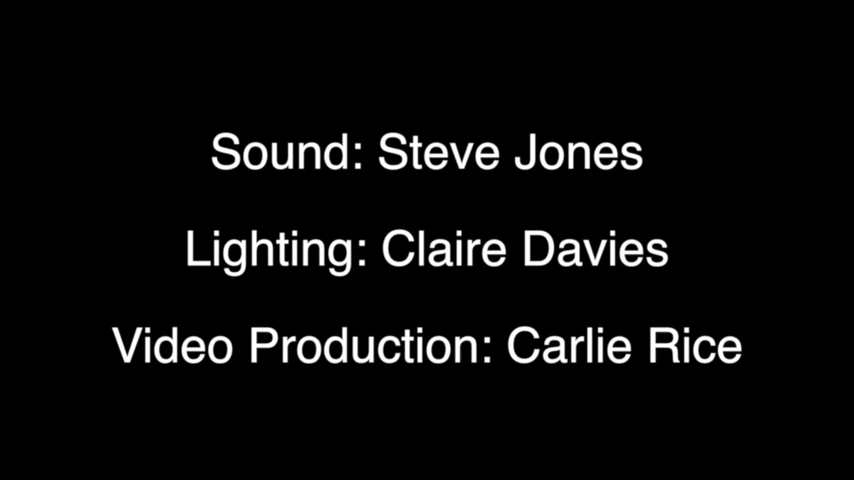 Sound: Steve Jones
Lighting: Claire Davies
Video Production: Carlie Rice